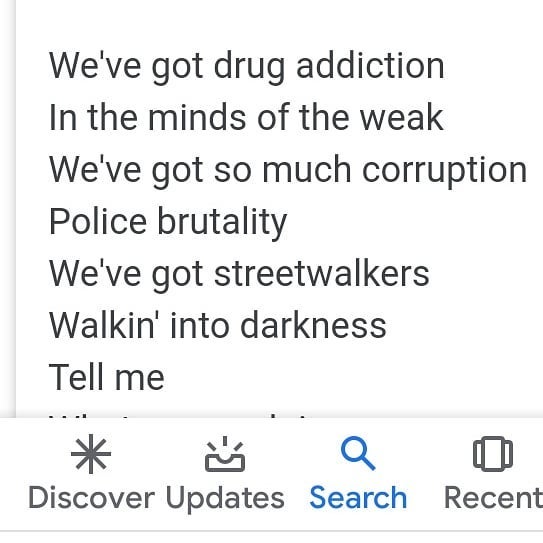 We've got drug addiction
In the minds of the weak
We've got so much corruption
Police brutality
We've got streetwalkers
Walkin' into darkness
Tell me
Discover Updates Search Recent